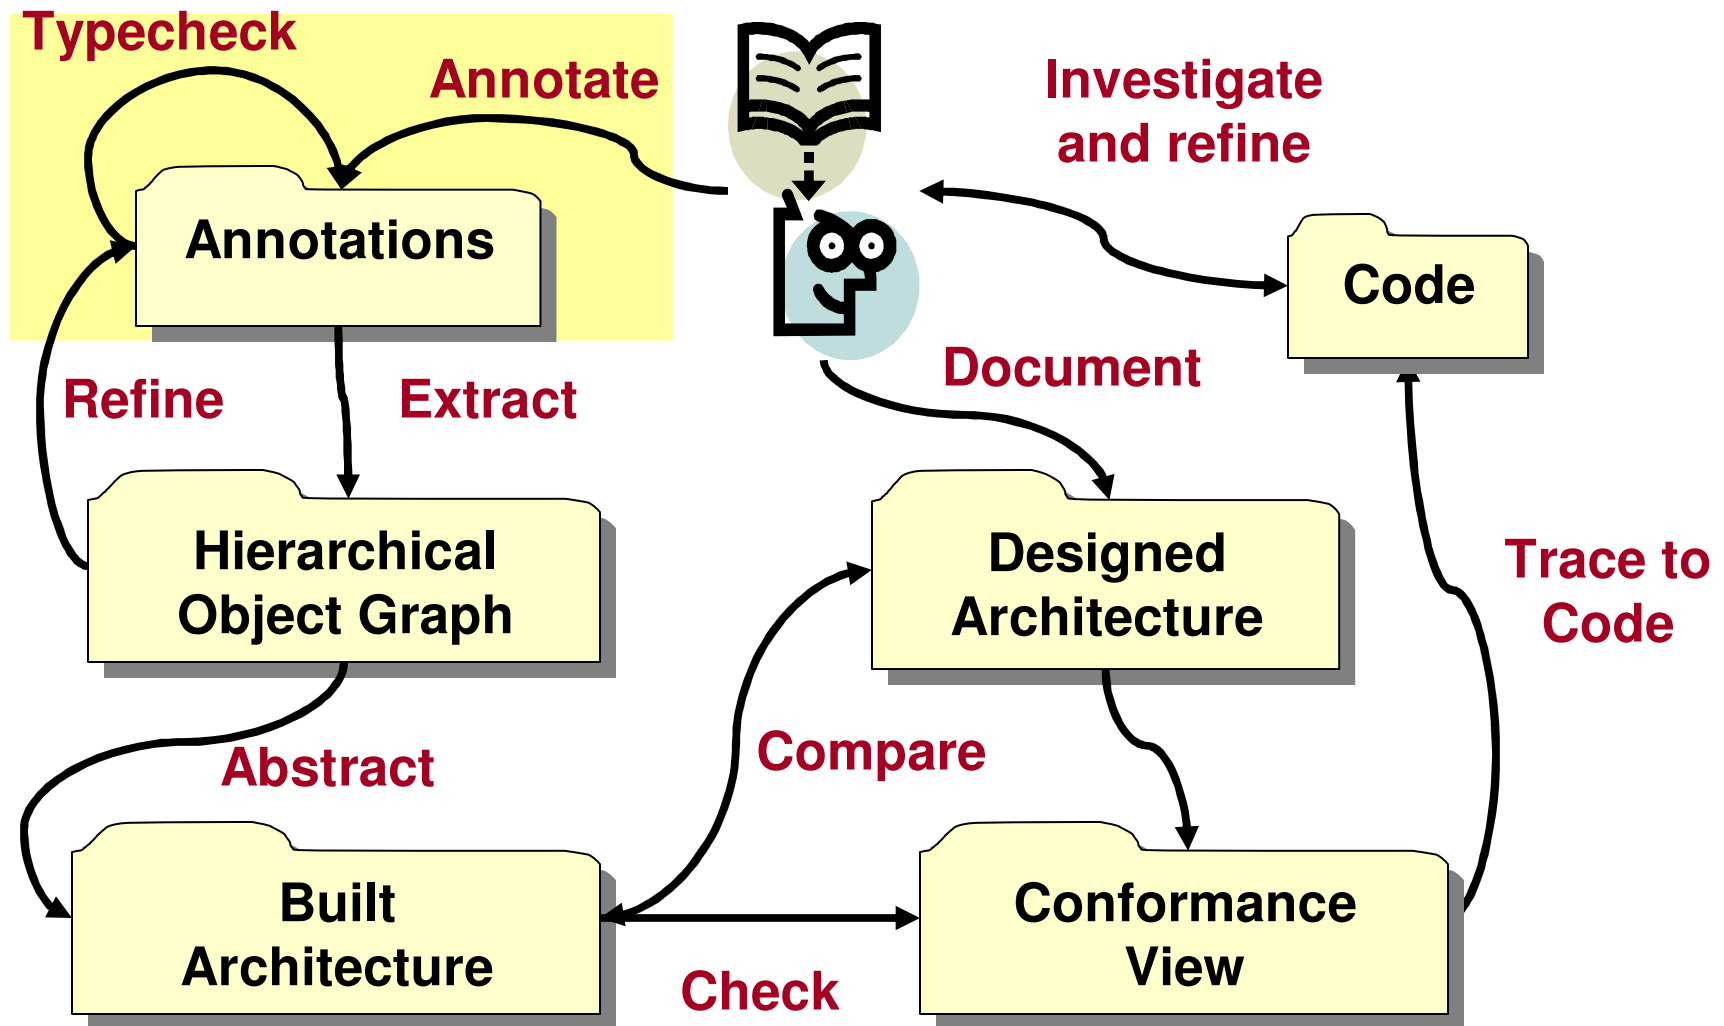 Typecheck
Annotate
Investigate
and refine
Annotations
Code
Refine
Extract
Document
Hierarchical
Object Graph
Designed
Architecture
Trace to
Code
Abstract
Compare
Built
Architecture
Check
Conformance
View